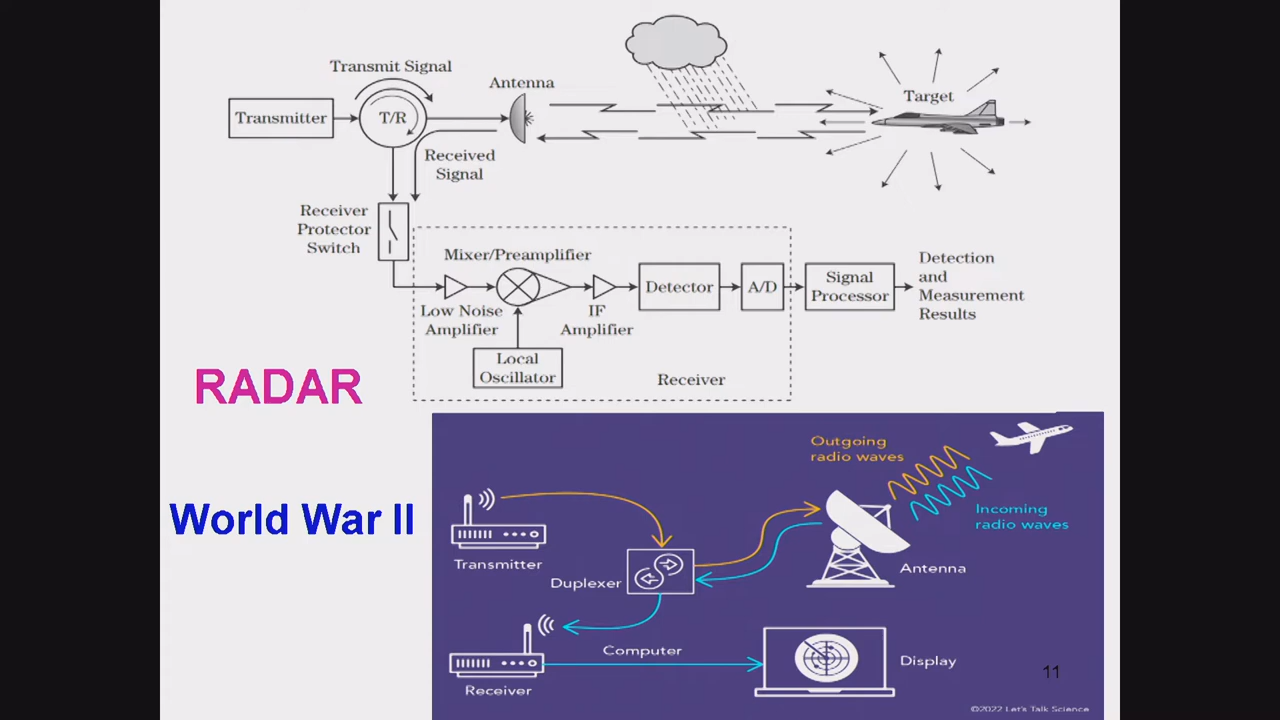 Transmit Signal
Antenna
Target
Transmitter
T/R
Received
Signal
Receiver
Protector
Switch
Mixer/Preamplifier
Detector
A/D
Signal
Processor
Detection
and
Measurement
Results
Low Noise
Amplifier
IF
Amplifier
Local
Oscillator
Receiver
RADAR
World War II
Outgoing
radio waves
Incoming
radio waves
Transmitter
Duplexer
Antenna
Computer
Receiver
Display
11
©2022 Let's Talk Science